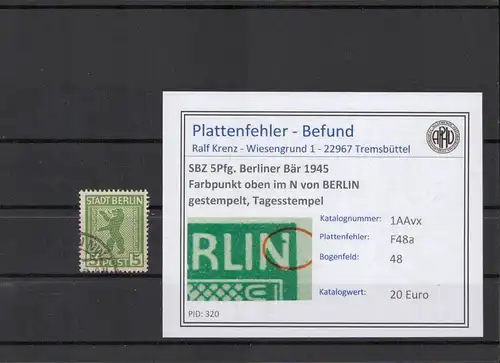 Plattenfehler - Befund
Ralf Krenz - Wiesengrund 1 - 22967 Tremsbüttel
SBZ 5Pfg. Berliner Bär 1945
Farbpunkt oben im N von BERLIN
gestempelt, Tagesstempel
Katalognummer: 1AAvx
Plattenfehler: F48a
Bogenfeld: 48
Katalogwert: 20 Euro
PID: 320
RLIN
STADT BERLIN
5 POST 5